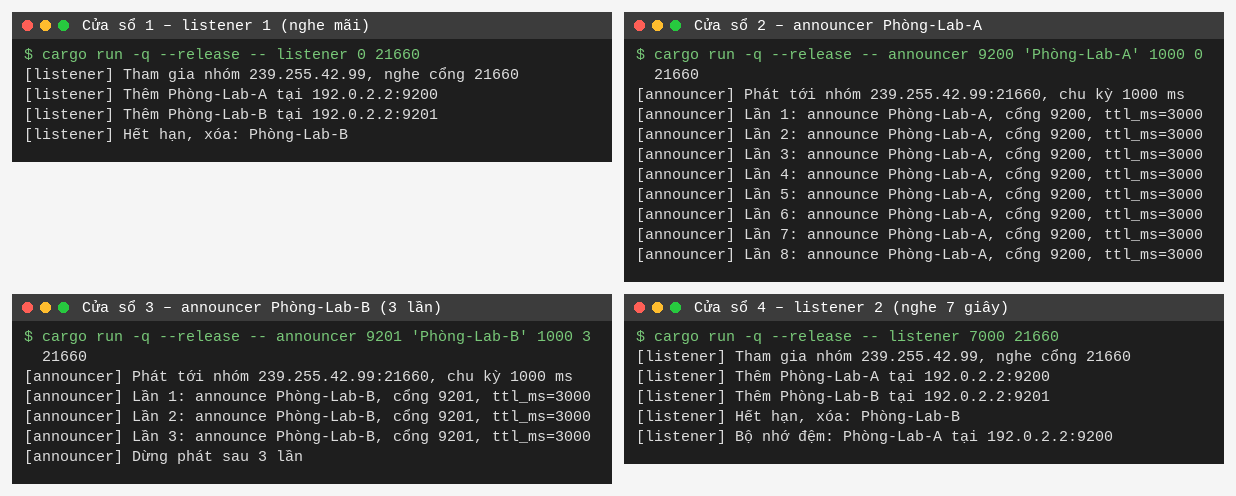 Cửa sổ 1 – listener 1 (nghe mãi)
$ cargo run -q --release -- listener 0 21660
[listener] Tham gia nhóm 239.255.42.99, nghe cổng 21660
[listener] Thêm Phòng-Lab-A tại 192.0.2.2:9200
[listener] Thêm Phòng-Lab-B tại 192.0.2.2:9201
[listener] Hết hạn, xóa: Phòng-Lab-B
Cửa sổ 2 – announcer Phòng-Lab-A
$ cargo run -q --release -- announcer 9200 'Phòng-Lab-A' 1000 0
21660
[announcer] Phát tới nhóm 239.255.42.99:21660, chu kỳ 1000 ms
[announcer] Lần 1: announce Phòng-Lab-A, cổng 9200, ttl_ms=3000
[announcer] Lần 2: announce Phòng-Lab-A, cổng 9200, ttl_ms=3000
[announcer] Lần 3: announce Phòng-Lab-A, cổng 9200, ttl_ms=3000
[announcer] Lần 4: announce Phòng-Lab-A, cổng 9200, ttl_ms=3000
[announcer] Lần 5: announce Phòng-Lab-A, cổng 9200, ttl_ms=3000
[announcer] Lần 6: announce Phòng-Lab-A, cổng 9200, ttl_ms=3000
[announcer] Lần 7: announce Phòng-Lab-A, cổng 9200, ttl_ms=3000
[announcer] Lần 8: announce Phòng-Lab-A, cổng 9200, ttl_ms=3000
Cửa sổ 3 – announcer Phòng-Lab-B (3 lần)
$ cargo run -q --release -- announcer 9201 'Phòng-Lab-B' 1000 3
21660
[announcer] Phát tới nhóm 239.255.42.99:21660, chu kỳ 1000 ms
[announcer] Lần 1: announce Phòng-Lab-B, cổng 9201, ttl_ms=3000
[announcer] Lần 2: announce Phòng-Lab-B, cổng 9201, ttl_ms=3000
[announcer] Lần 3: announce Phòng-Lab-B, cổng 9201, ttl_ms=3000
[announcer] Dừng phát sau 3 lần
Cửa sổ 4 – listener 2 (nghe 7 giây)
$ cargo run -q --release -- listener 7000 21660
[listener] Tham gia nhóm 239.255.42.99, nghe cổng 21660
[listener] Thêm Phòng-Lab-A tại 192.0.2.2:9200
[listener] Thêm Phòng-Lab-B tại 192.0.2.2:9201
[listener] Hết hạn, xóa: Phòng-Lab-B
[listener] Bộ nhớ đệm: Phòng-Lab-A tại 192.0.2.2:9200